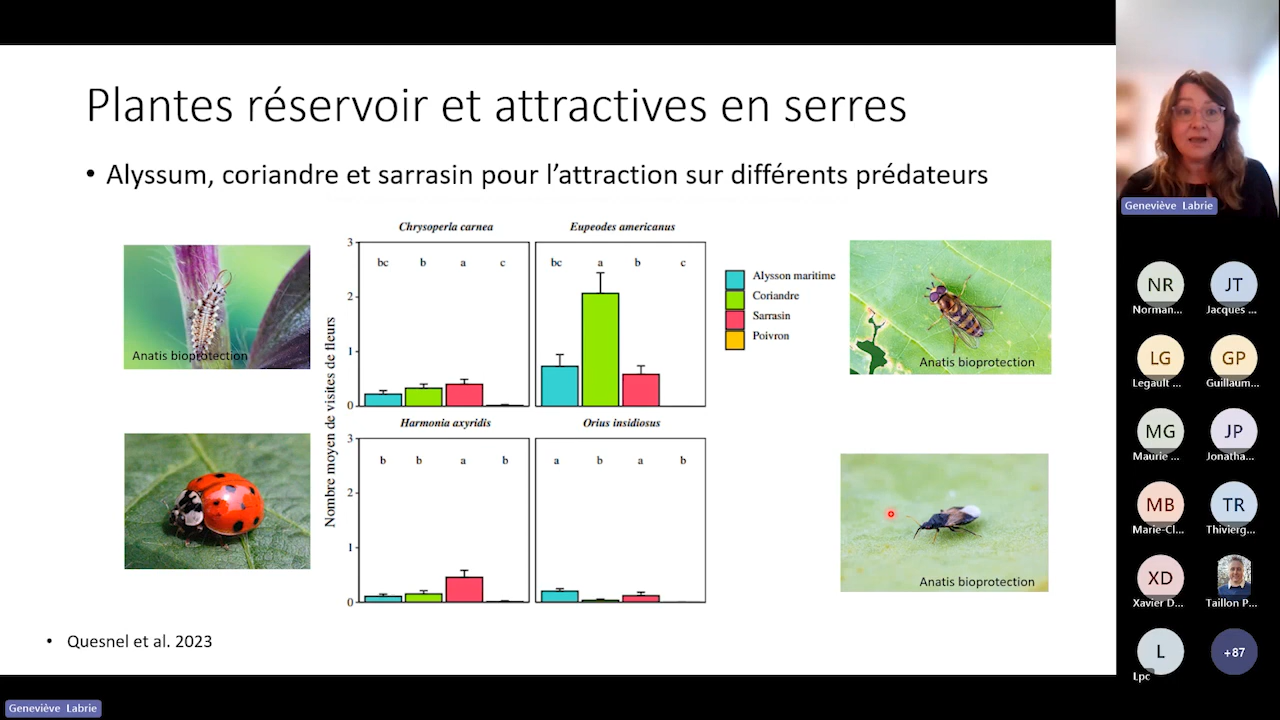 Plantes réservoir et attractives en serres
• Alyssum, coriandre et sarrasin pour l’attraction sur différents prédateurs
Anatis bioprotection
Nombre moyen de visites de fleurs
Chrysoperla carnea
3
2
1
0
bc b a c
Eupeodes americanus
bc a b c
Harmonia axyridis
3
2
1
0
b b a b
Orius insidiosus
a b a b
Alysson maritime
Coriandre
Sarrasin
Poivron
Anatis bioprotection
Anatis bioprotection
• Quesnel et al. 2023
Geneviève Labrie
NR
Norman...
JT
Jacques ...
LG
Legault ...
GP
Guillaum...
MG
Maurie ...
JP
Jonatha...
MB
Marie-Cl...
TR
Thivierg...
XD
Xavier D...
Taillon P...
L
Lpc
+87
Geneviève Labrie